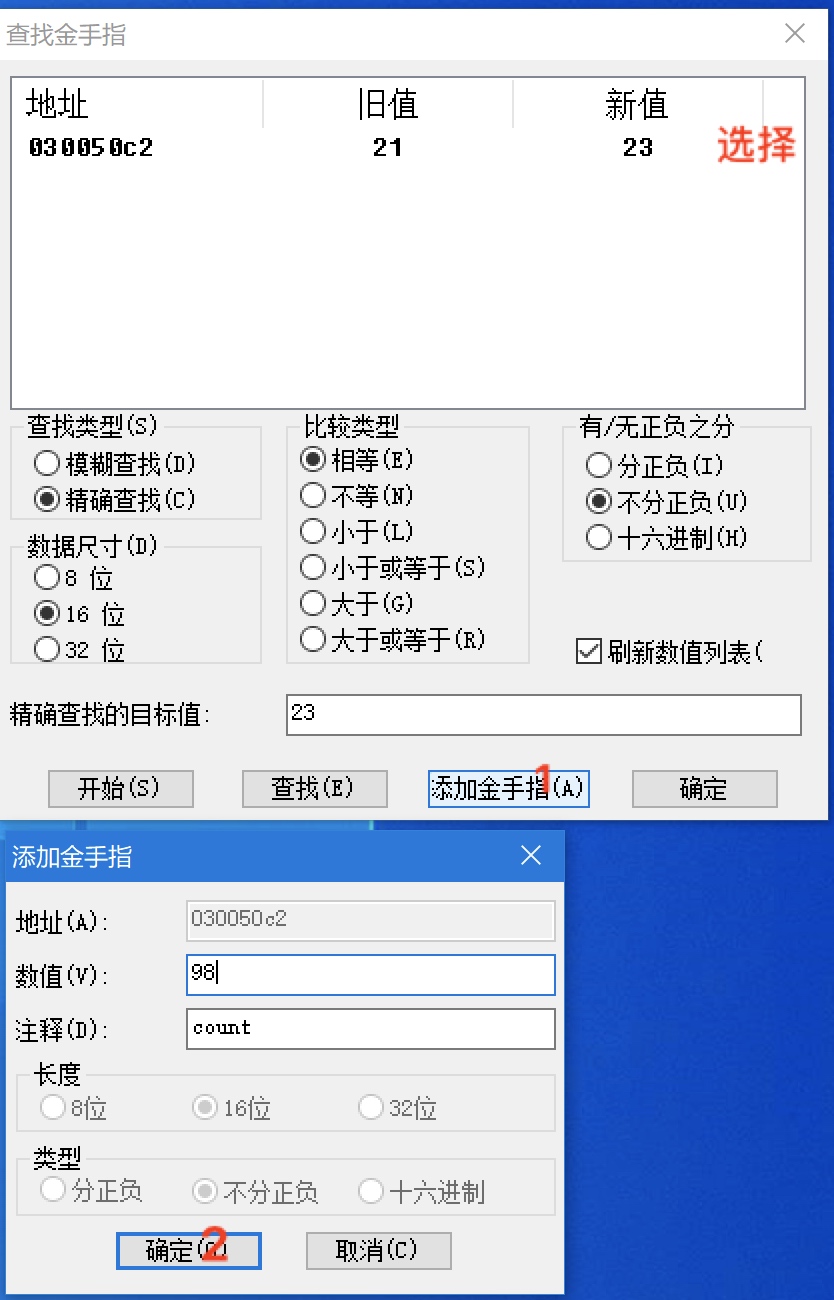 查找金手指
地址 旧值 新值
030050c2 21 23 选择
查找类型(S)
模糊查找(D)
精确查找(C)
数据尺寸(D)
8 位
16 位
32 位
比较类型
相等(E)
不等(N)
小于(L)
小于或等于(S)
大于(G)
大于或等于(R)
有/无正负之分
分正负(I)
不分正负(U)
十六进制(H)
刷新数值列表(
精确查找的目标值:
23
开始(S) 查找(E) 添加金手指(A) 确定
1
添加金手指
地址(A): 030050c2
数值(V): 98
注释(D): count
长度
8位 16位 32位
类型
分正负 不分正负 十六进制
确定( 取消(C)
2